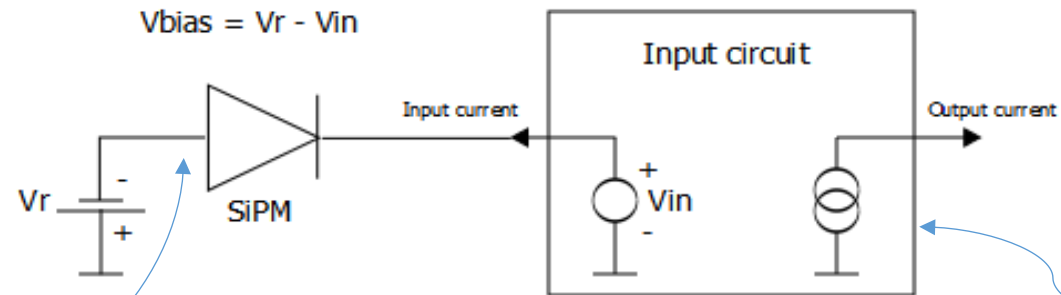 Vbias = Vr - Vin
Input circuit
Input current
Output current
-
Vr
+
SiPM
+
Vin
-